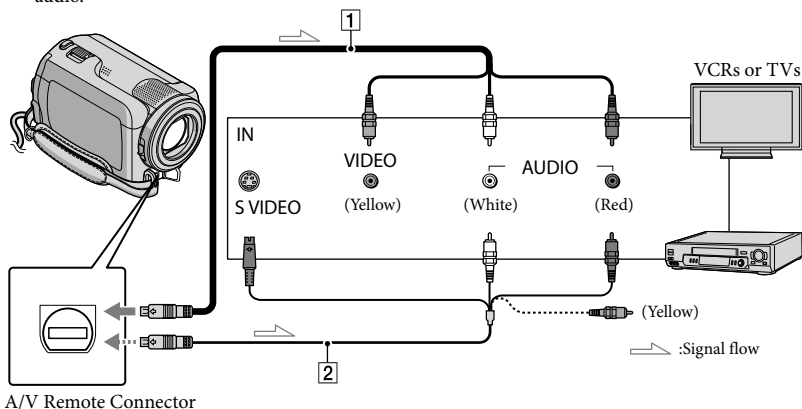 audio.
1
VCRs or TVs
IN
VIDEO
AUDIO
S VIDEO
(Yellow)
(White)
(Red)
(Yellow)
:Signal flow
2
A/V Remote Connector